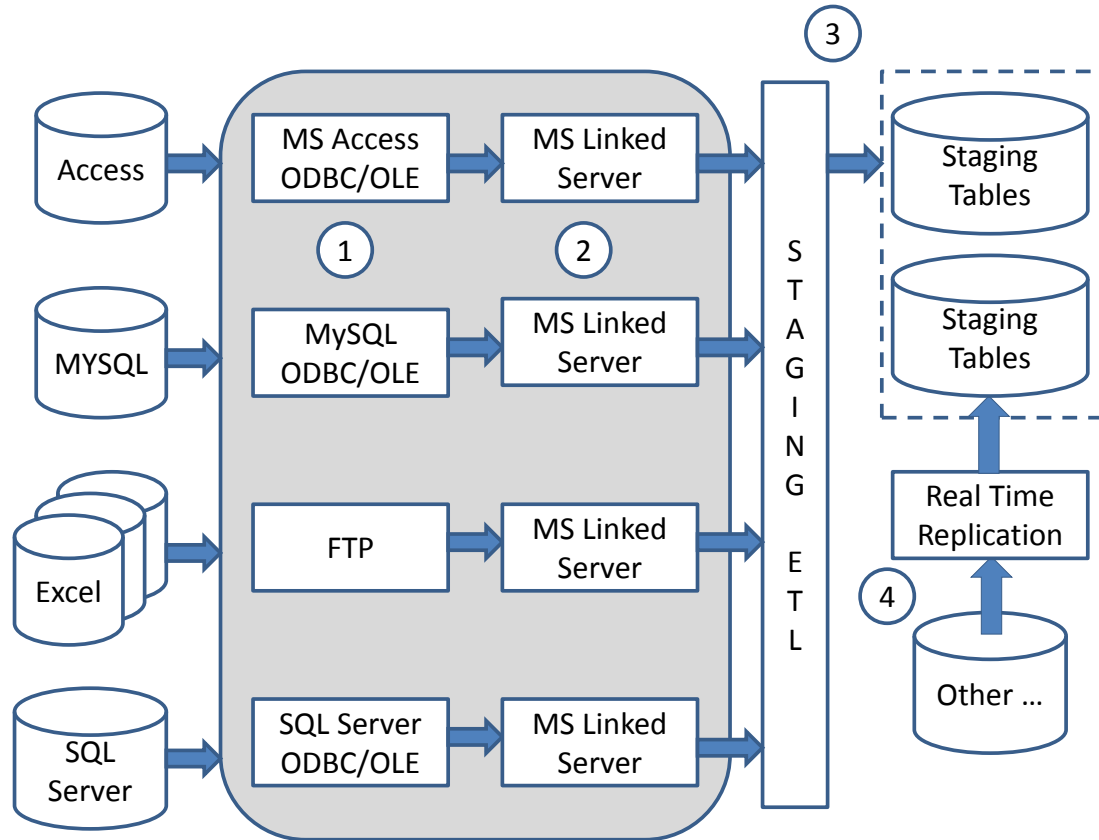 3
Access
MS Access
ODBC/OLE
MS Linked
Server
Staging
Tables
1
2
MYSQL
MySQL
ODBC/OLE
MS Linked
Server
Staging
Tables
S
T
A
G
I
N
G
E
T
L
Excel
FTP
MS Linked
Server
Real Time
Replication
4
Other ...
SQL
Server
SQL Server
ODBC/OLE
MS Linked
Server